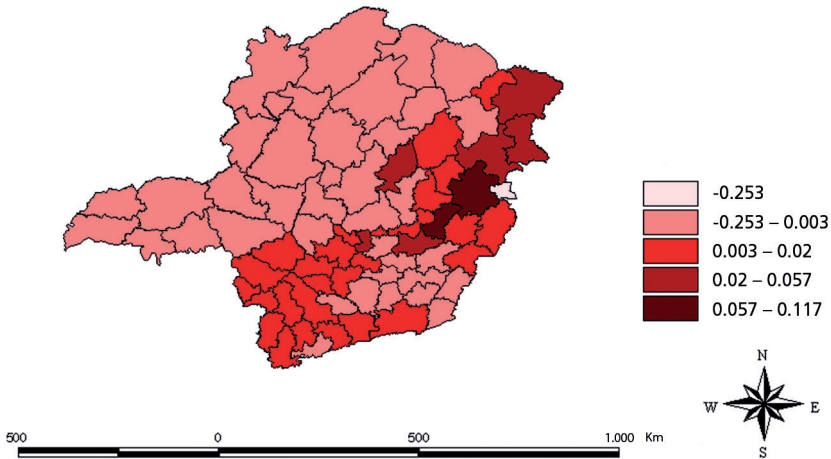 -0.253
-0.253 – 0.003
0.003 – 0.02
0.02 – 0.057
0.057 – 0.117
N
W E
S
500 0 500 1.000 Km